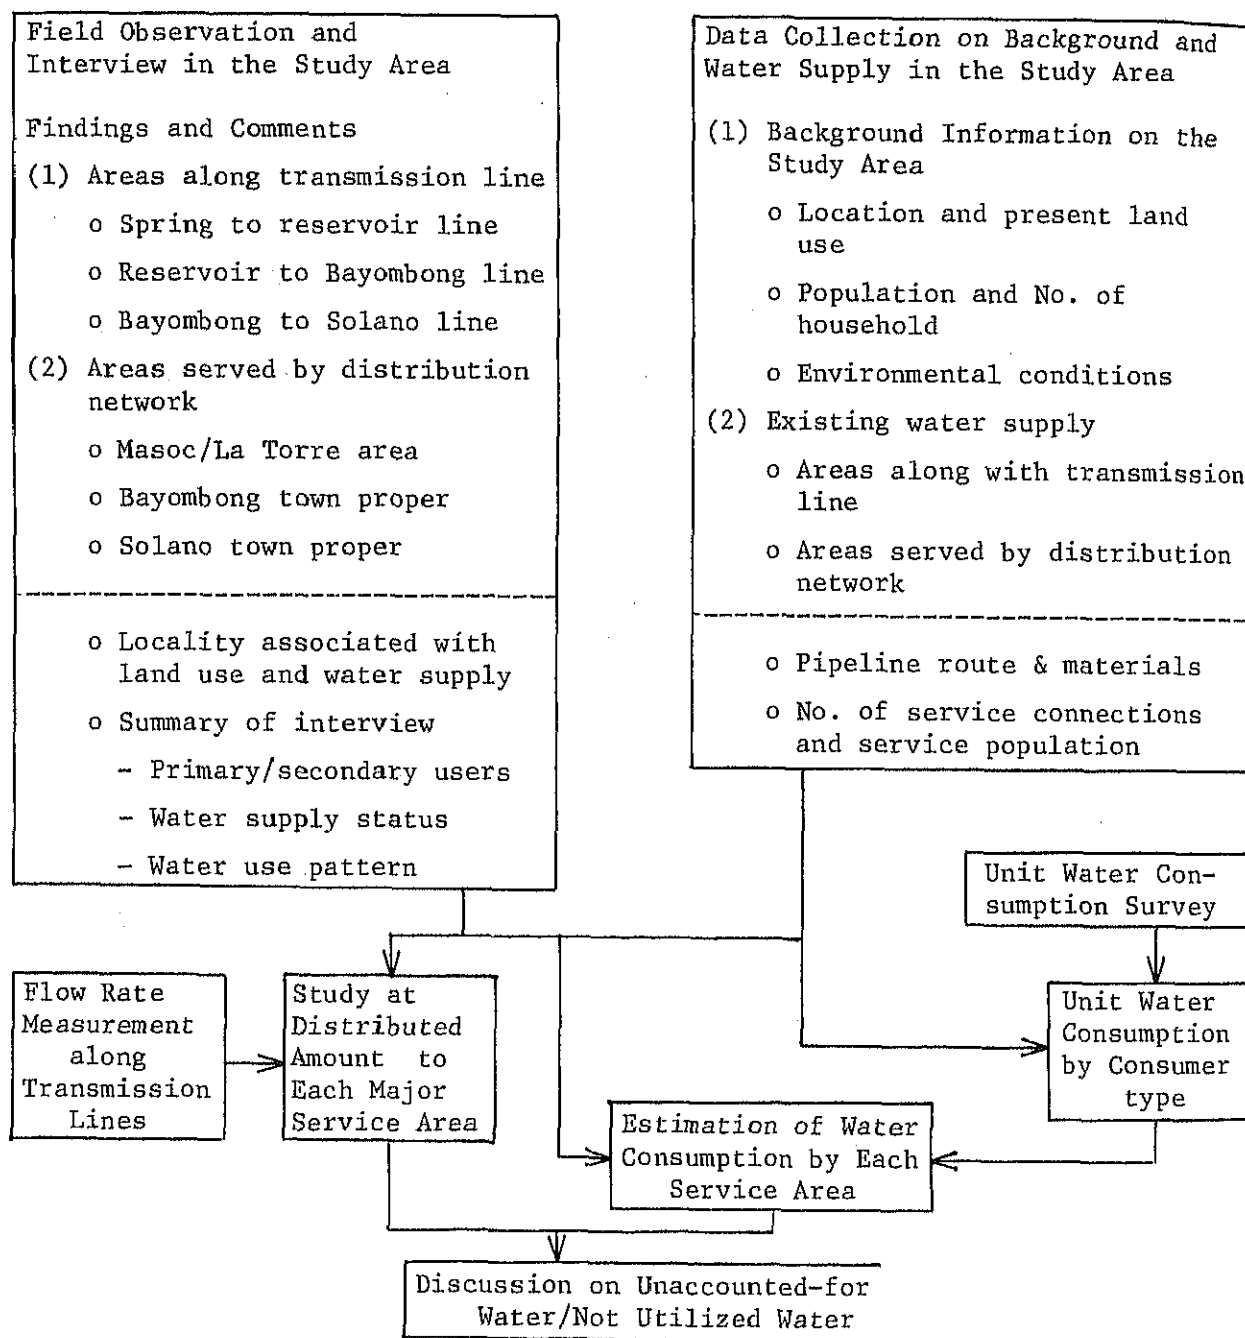 Field Observation and
Interview in the Study Area
Findings and Comments
(1) Areas along transmission line
o Spring to reservoir line
o Reservoir to Bayombong line
o Bayombong to Solano line
(2) Areas served by distribution
network
o Masoc/La Torre area
o Bayombong town proper
o Solano town proper
o Locality associated with
land use and water supply
o Summary of interview
- Primary/secondary users
- Water supply status
- Water use pattern
Data Collection on Background and
Water Supply in the Study Area
(1) Background Information on the
Study Area
o Location and present land
use
o Population and No. of
household
o Environmental conditions
(2) Existing water supply
o Areas along with transmission
line
o Areas served by distribution
network
o Pipeline route & materials
o No. of service connections
and service population
Unit Water Con-
sumption Survey
Flow Rate
Measurement
along
Transmission
Lines
Study at
Distributed
Amount to
Each Major
Service Area
Unit Water
Consumption
by Consumer
type
Estimation of Water
Consumption by Each
Service Area
Discussion on Unaccounted-for
Water/Not Utilized Water